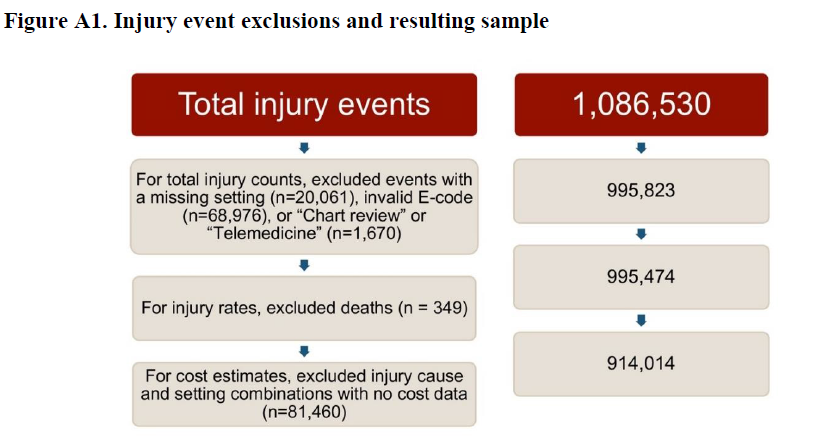 Figure A1. Injury event exclusions and resulting sample
Total injury events
1,086,530
For total injury counts, excluded events with
a missing setting (n=20,061), invalid E-code
(n=68,976), or “Chart review” or
“Telemedicine” (n=1,670)
995,823
For injury rates, excluded deaths (n = 349)
995,474
For cost estimates, excluded injury cause
and setting combinations with no cost data
(n=81,460)
914,014